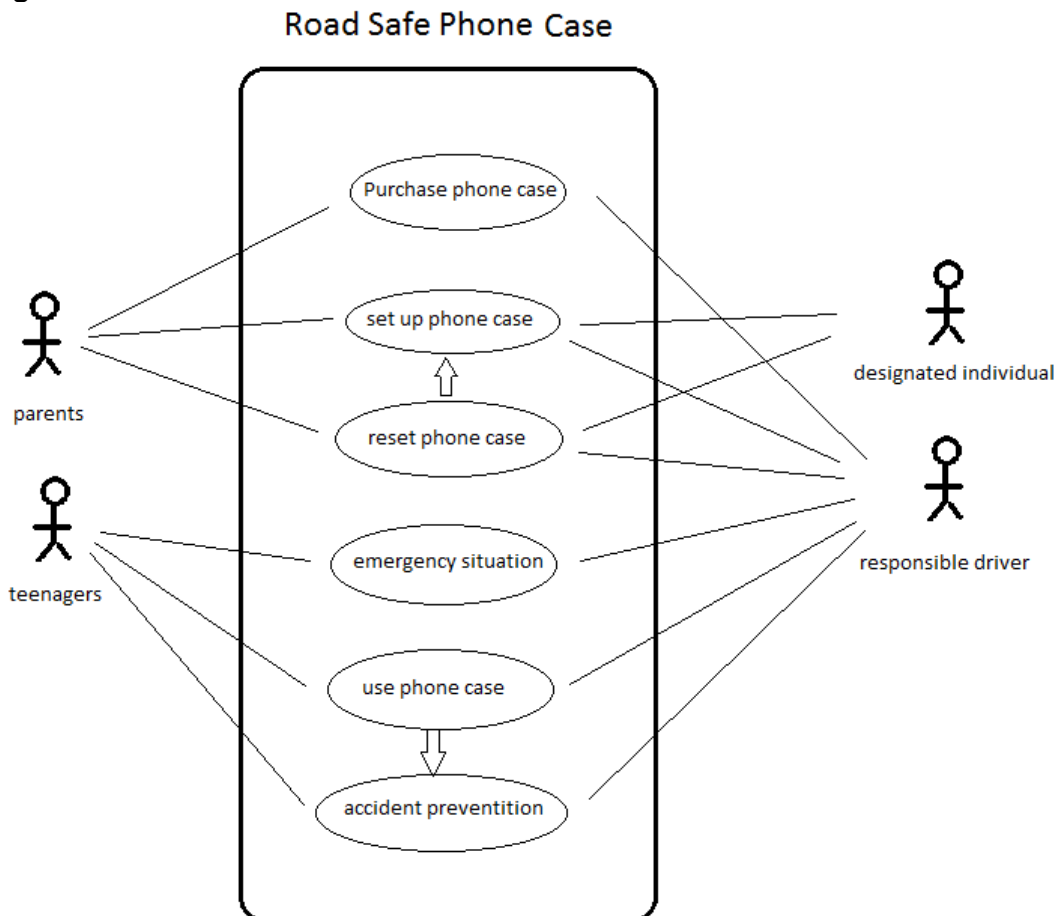 Road Safe Phone Case
Purchase phone case
set up phone case
designated individual
parents
reset phone case
emergency situation
responsible driver
teenagers
use phone case
accident preventition